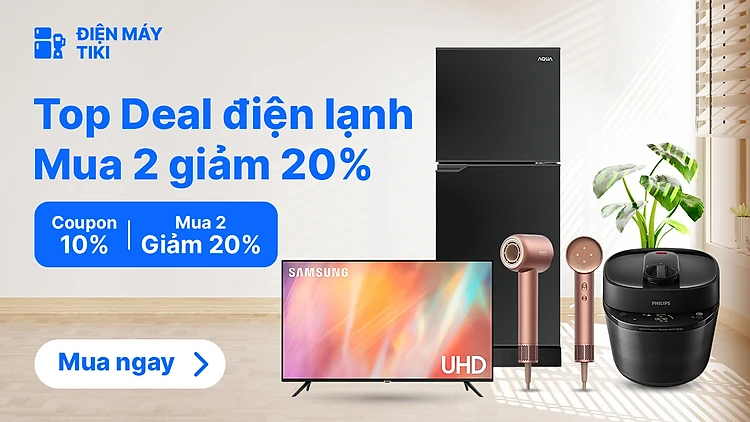 ĐIỆN MÁY
TIKI
Top Deal điện lạnh
Mua 2 giảm 20%
Coupon
10%
Mua 2
Giảm 20%
Mua ngay
AQUA
SAMSUNG
UHD
PHILIPS